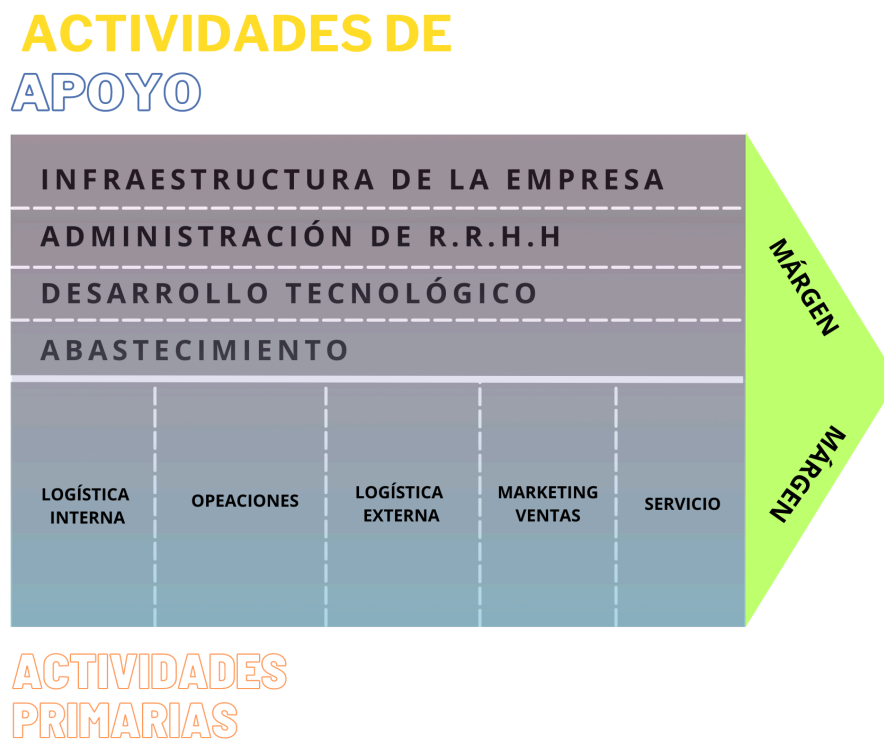 ACTIVIDADES DE
APOYO
INFRAESTRUCTURA DE LA EMPRESA
ADMINISTRACIÓN DE R.R.H.H
DESARROLLO TECNOLÓGICO
ABASTECIMIENTO
MÁRGEN
MÁRGEN
LOGÍSTICA
INTERNA
OPEACIONES
LOGÍSTICA
EXTERNA
MARKETING
VENTAS
SERVICIO
ACTIVIDADES
PRIMARIAS